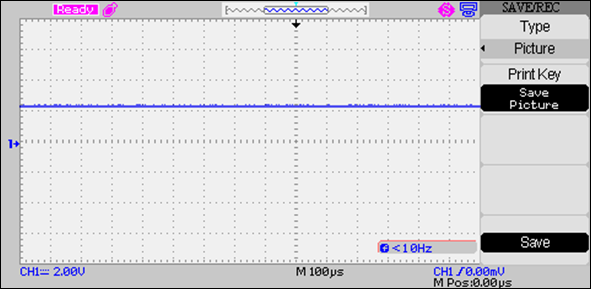 Ready
SAVE/REC
Type
Picture
Print Key
Save
Picture
1
<10Hz
Save
CH1 2.00V
M 100µs
CH1 0.00mV
M Pos:0.00µs